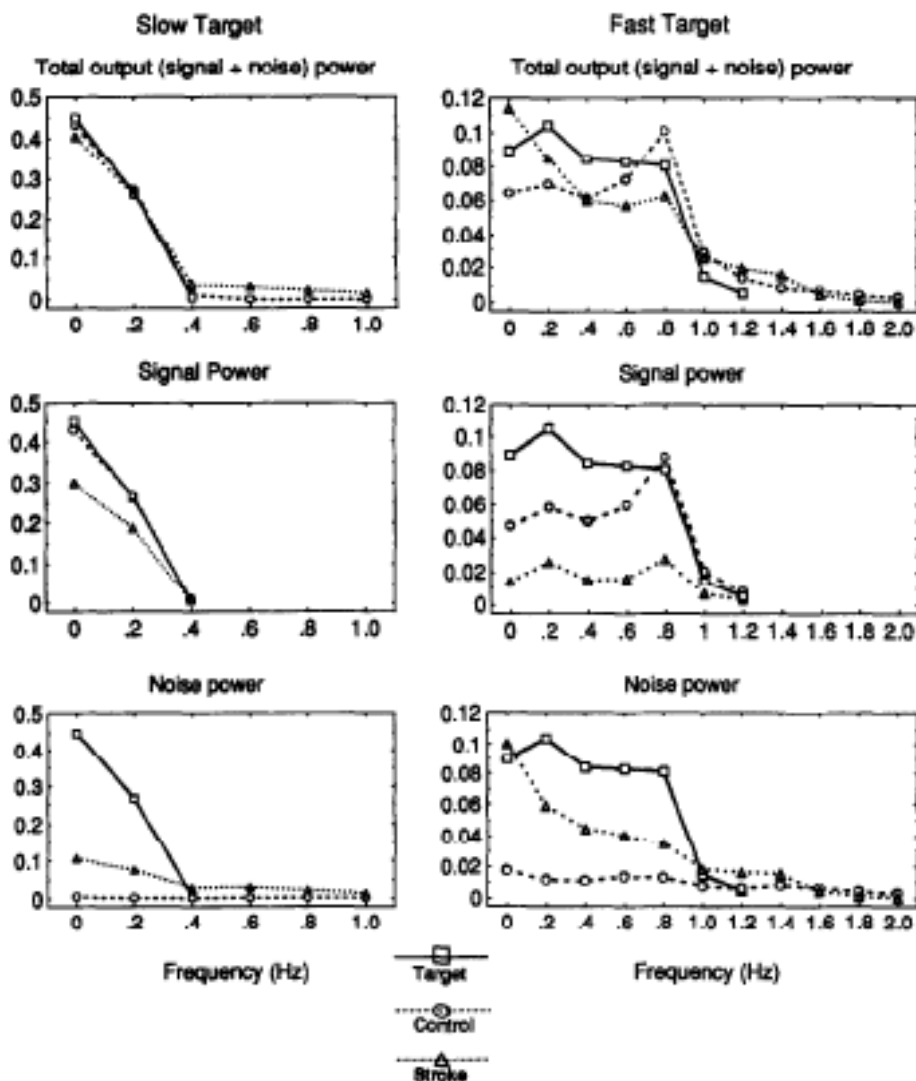 Slow Target
Fast Target
Total output (signal + noise) power
Total output (signal + noise) power
0.5
0.4
0.3
0.2
0.1
0
0 .2 .4 .6 .8 1.0
0.12
0.1
0.08
0.06
0.04
0.02
0
0 .2 .4 .6 .8 1.0 1.2 1.4 1.6 1.8 2.0
Signal Power
Signal power
0.5
0.4
0.3
0.2
0.1
0
0 .2 .4 .6 .8 1.0
0.12
0.1
0.08
0.06
0.04
0.02
0
0 .2 .4 .6 .8 1 1.2 1.4 1.6 1.8 2.0
Noise power
Noise power
0.5
0.4
0.3
0.2
0.1
0
0 .2 .4 .6 .8 1.0
0.12
0.1
0.08
0.06
0.04
0.02
0
0 .2 .4 .6 .8 1.0 1.2 1.4 1.6 1.8 2.0
Frequency (Hz)
Frequency (Hz)
Target
Control
Stroke